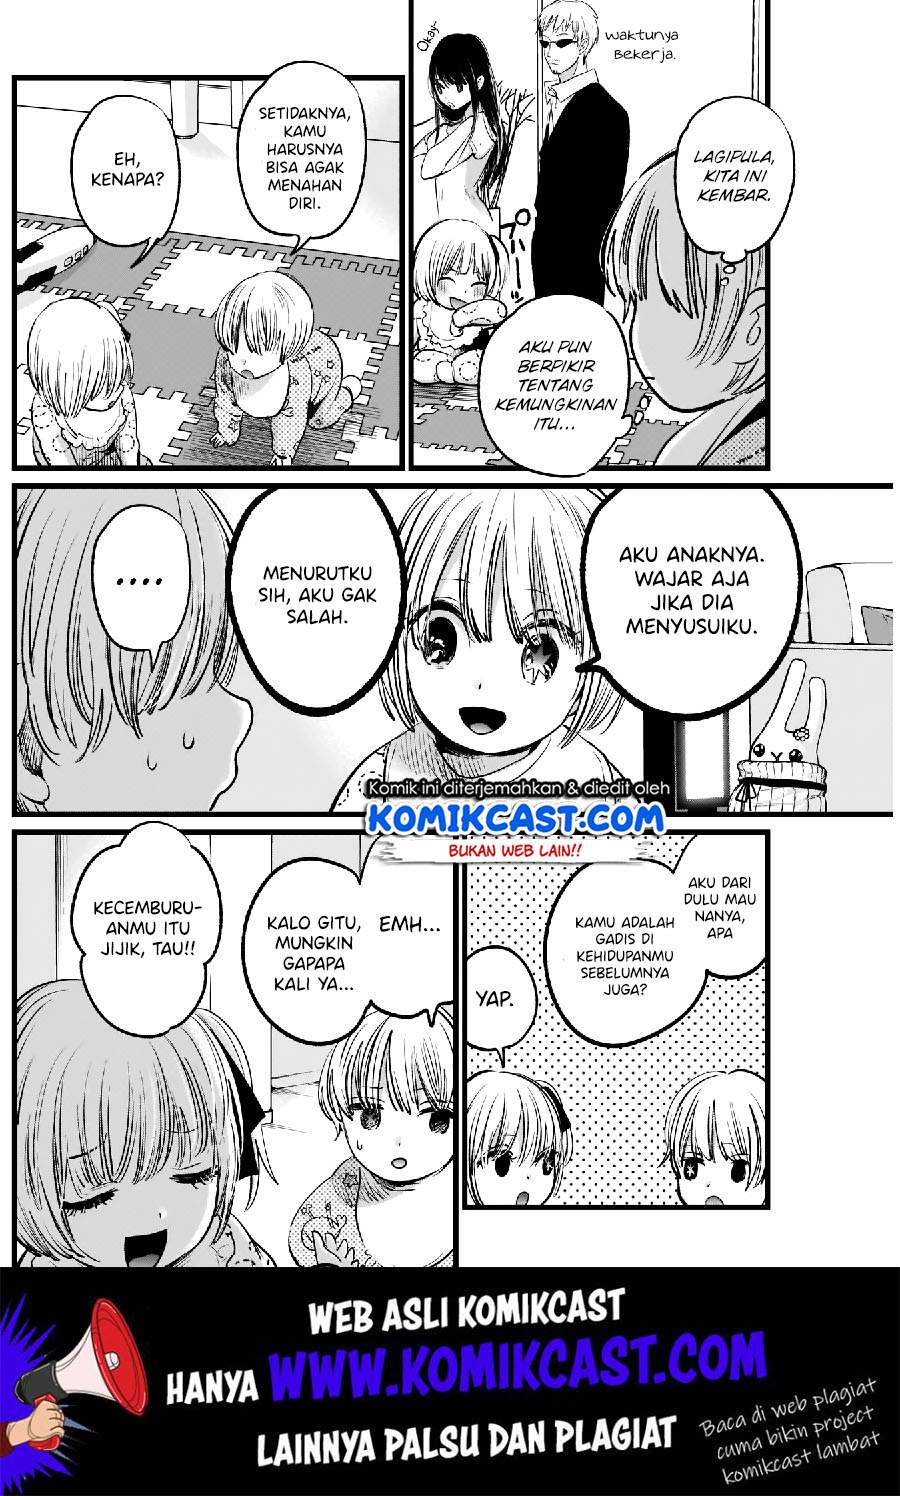 Okay~
waktunya
Bekerja.
LAGIPULA,
KITA INI
KEMBAR.
AKU PUN
BERPIKIR
TENTANG
KEMUNGKINAN
ITU...
SETIDAKNYA,
KAMU
HARUSNYA
BISA AGAK
MENAHAN
DIRI.
EH,
KENAPA?
AKU ANAKNYA.
WAJAR AJA
JIKA DIA
MENYUSUIKU.
MENURUTKU
SIH, AKU GAK
SALAH.
....
Komik ini diterjemahkan & diedit oleh
KOMIKCAST.COM
BUKAN WEB LAIN!!
AKU DARI
DULU MAU
NANYA,
APA
KAMU ADALAH
GADIS DI
KEHIDUPANMU
SEBELUMNYA
JUGA?
YAP.
EMH...
KALO GITU,
MUNGKIN
GAPAPA
KALI YA...
KECEMBURU-
ANMU ITU
JIJIK, TAU!!
WEB ASLI KOMIKCAST
HANYA WWW.KOMIKCAST.COM
LAINNYA PALSU DAN PLAGIAT
Baca di web plagiat
cuma bikin project
komikcast lambat